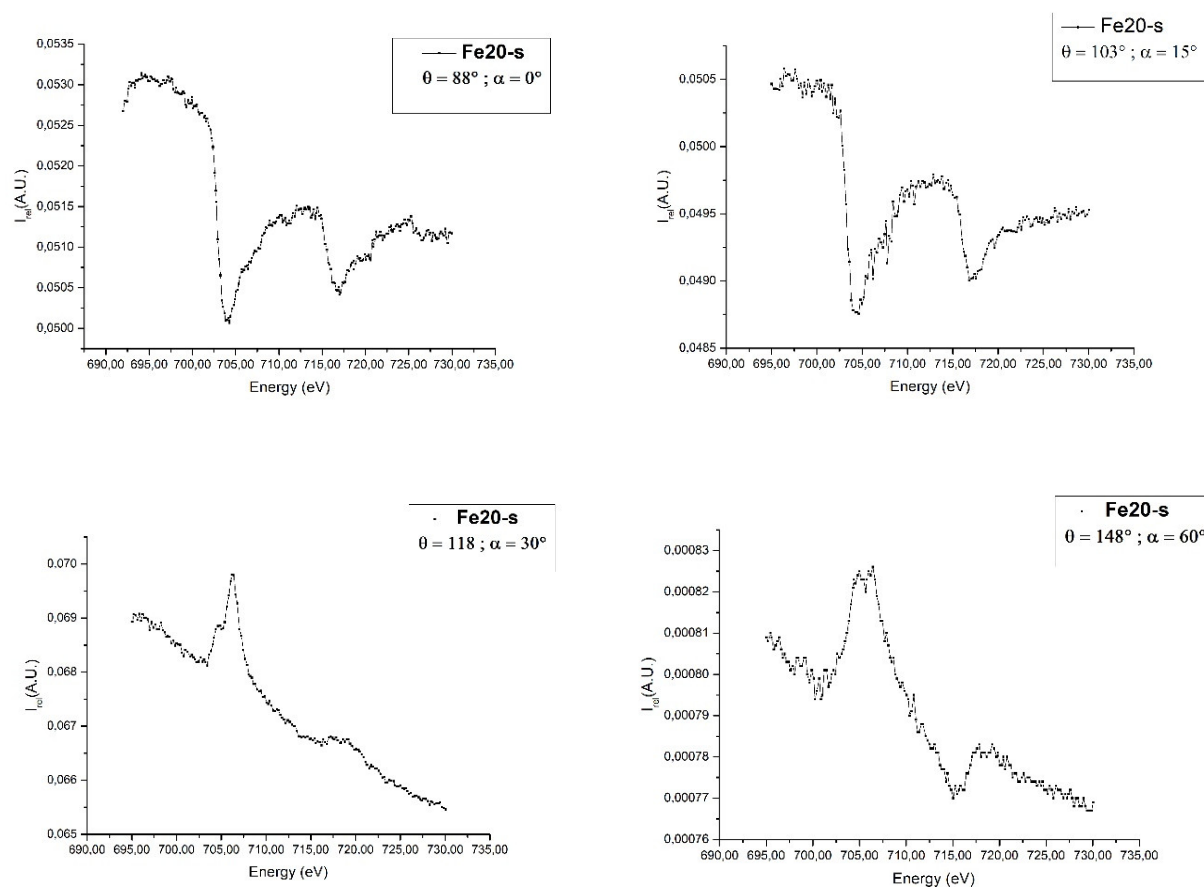 Fe20-s
θ = 88° ; α = 0°
0,0535
0,0530
0,0525
0,0520
0,0515
0,0510
0,0505
0,0500
I_rel(A.U.)
690,00 695,00 700,00 705,00 710,00 715,00 720,00 725,00 730,00 735,00
Energy (eV)
Fe20-s
θ = 103° ; α = 15°
0,0505
0,0500
0,0495
0,0490
0,0485
I_rel(A.U.)
690,00 695,00 700,00 705,00 710,00 715,00 720,00 725,00 730,00 735,00
Energy (eV)
Fe20-s
θ = 118 ; α = 30°
0.070
0.069
0.068
0.067
0.066
0.065
I_rel(A.U.)
690,00 695,00 700,00 705,00 710,00 715,00 720,00 725,00 730,00 735,00
Energy (eV)
Fe20-s
θ = 148° ; α = 60°
0,00083
0,00082
0,00081
0,00080
0,00079
0,00078
0,00077
0,00076
I_rel(A.U.)
690,00 695,00 700,00 705,00 710,00 715,00 720,00 725,00 730,00 735,00
Energy (eV)